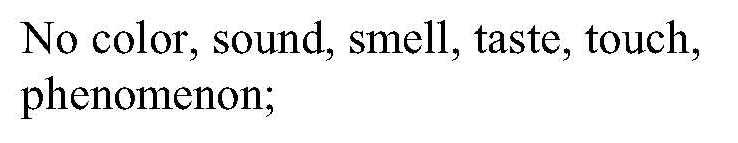 No color, sound, smell, taste, touch,
phenomenon;